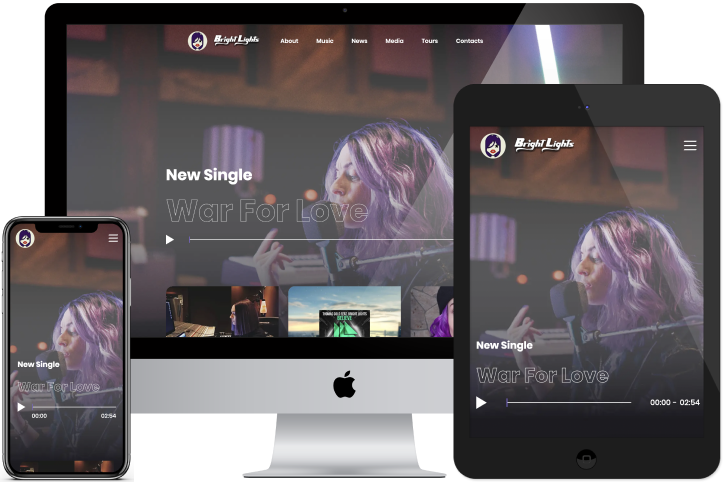 Bright Lights
About Music News Media Tours Contacts
New Single
War For Love
BELIEVE
Bright Lights
New Single
War For Love
00:00 - 02:54
New Single
War For Love
00:00 02:54